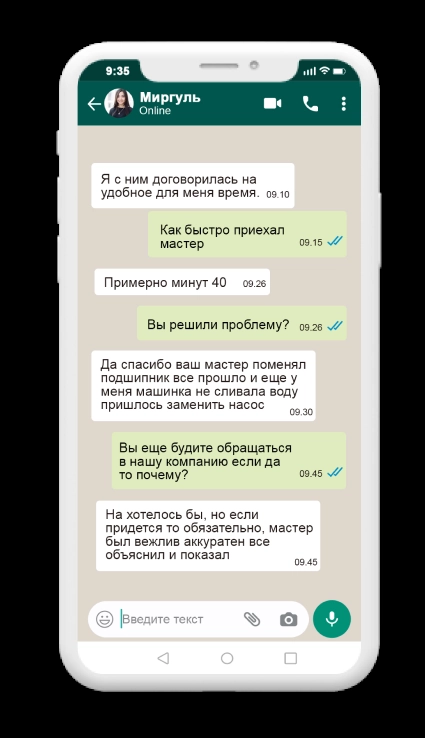 9:35
Миргуль
Online
Я с ним договорилась на
удобное для меня время. 09.10
Как быстро приехал
мастер 09.15
Примерно минут 40 09.26
Вы решили проблему? 09.26
Да спасибо ваш мастер поменял
подшипник все прошло и еще у
меня машинка не сливала воду
пришлось заменить насос
09.30
Вы еще будите обращаться
в нашу компанию если да
то почему? 09.45
На хотелось бы, но если
придется то обязательно, мастер
был вежлив аккуратен все
объяснил и показал
09.45
Введите текст